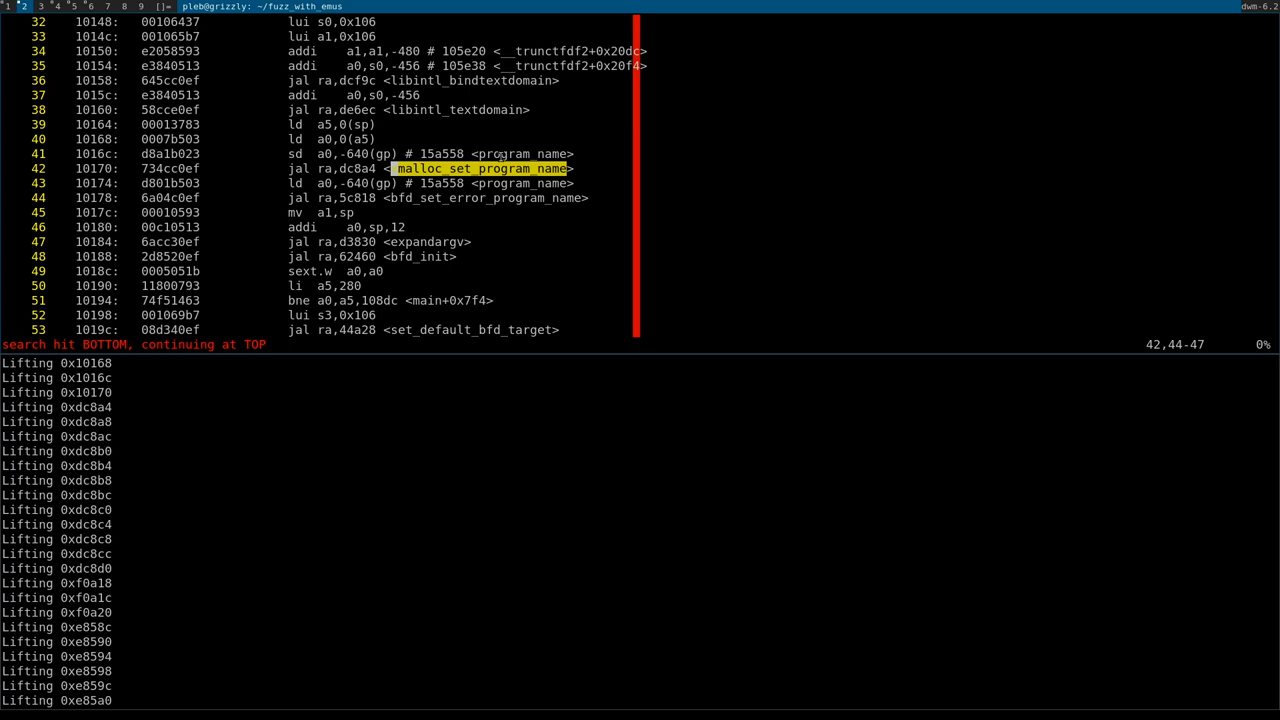 1 2 3 4 5 6 7 8 9 []= pleb@grizzly: ~/fuzz_with_emus dwm-6.2
32 10148: 00106437 lui s0,0x106
33 1014c: 001065b7 lui a1,0x106
34 10150: e2058593 addi a1,a1,-480 # 105e20 <__trunctfdf2+0x20dc>
35 10154: e3840513 addi a0,s0,-456 # 105e38 <__trunctfdf2+0x20f4>
36 10158: 645cc0ef jal ra,dcf9c <libintl_bindtextdomain>
37 1015c: e3840513 addi a0,s0,-456
38 10160: 58cce0ef jal ra,de6ec <libintl_textdomain>
39 10164: 00013783 ld a5,0(sp)
40 10168: 0007b503 ld a0,0(a5)
41 1016c: d8a1b023 sd a0,-640(gp) # 15a558 <program_name>
42 10170: 734cc0ef jal ra,dc8a4 <xmalloc_set_program_name>
43 10174: d801b503 ld a0,-640(gp) # 15a558 <program_name>
44 10178: 6a04c0ef jal ra,5c818 <bfd_set_error_program_name>
45 1017c: 00010593 mv a1,sp
46 10180: 00c10513 addi a0,sp,12
47 10184: 6acc30ef jal ra,d3830 <expandargv>
48 10188: 2d8520ef jal ra,62460 <bfd_init>
49 1018c: 0005051b sext.w a0,a0
50 10190: 11800793 li a5,280
51 10194: 74f51463 bne a0,a5,108dc <main+0x7f4>
52 10198: 001069b7 lui s3,0x106
53 1019c: 08d340ef jal ra,44a28 <set_default_bfd_target>
search hit BOTTOM, continuing at TOP 42,44-47 0%
Lifting 0x10168
Lifting 0x1016c
Lifting 0x10170
Lifting 0xdc8a4
Lifting 0xdc8a8
Lifting 0xdc8ac
Lifting 0xdc8b0
Lifting 0xdc8b4
Lifting 0xdc8b8
Lifting 0xdc8bc
Lifting 0xdc8c0
Lifting 0xdc8c4
Lifting 0xdc8c8
Lifting 0xdc8cc
Lifting 0xdc8d0
Lifting 0xf0a18
Lifting 0xf0a1c
Lifting 0xf0a20
Lifting 0xe858c
Lifting 0xe8590
Lifting 0xe8594
Lifting 0xe8598
Lifting 0xe859c
Lifting 0xe85a0